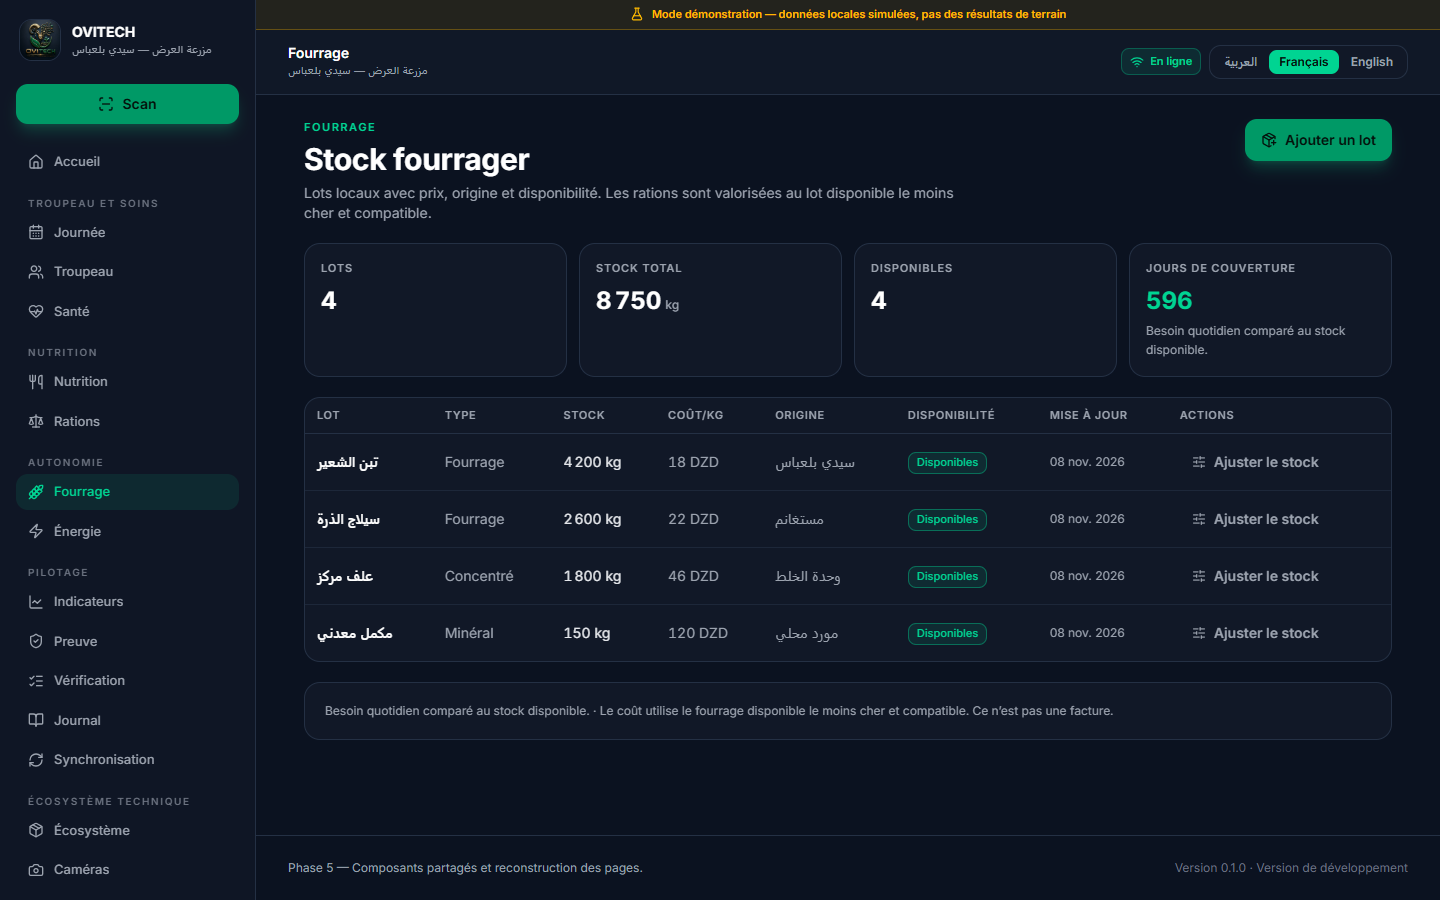 OVITECH
مزرعة العرض — سيدي بلعباس
Scan
Accueil
TROUPEAU ET SOINS
Journée
Troupeau
Santé
NUTRITION
Nutrition
Rations
AUTONOMIE
Fourrage
Énergie
PILOTAGE
Indicateurs
Preuve
Vérification
Journal
Synchronisation
ÉCOSYSTÈME TECHNIQUE
Écosystème
Caméras
Mode démonstration — données locales simulées, pas des résultats de terrain
Fourrage
مزرعة العرض — سيدي بلعباس
En ligne
العربية Français English
FOURRAGE
Stock fourrager
Lots locaux avec prix, origine et disponibilité. Les rations sont valorisées au lot disponible le moins
cher et compatible.
Ajouter un lot
LOTS
4
STOCK TOTAL
8 750 kg
DISPONIBLES
4
JOURS DE COUVERTURE
596
Besoin quotidien comparé au stock
disponible.
LOT TYPE STOCK COÛT/KG ORIGINE DISPONIBILITÉ MISE À JOUR ACTIONS
تبن الشعير Fourrage 4 200 kg 18 DZD سيدي بلعباس Disponibles 08 nov. 2026 Ajuster le stock
سيلاج الذرة Fourrage 2 600 kg 22 DZD مستغانم Disponibles 08 nov. 2026 Ajuster le stock
علف مركز Concentré 1 800 kg 46 DZD وحدة الخلط Disponibles 08 nov. 2026 Ajuster le stock
مكمل معدني Minéral 150 kg 120 DZD مورد محلي Disponibles 08 nov. 2026 Ajuster le stock
Besoin quotidien comparé au stock disponible. · Le coût utilise le fourrage disponible le moins cher et compatible. Ce n’est pas une facture.
Phase 5 — Composants partagés et reconstruction des pages.
Version 0.1.0 · Version de développement